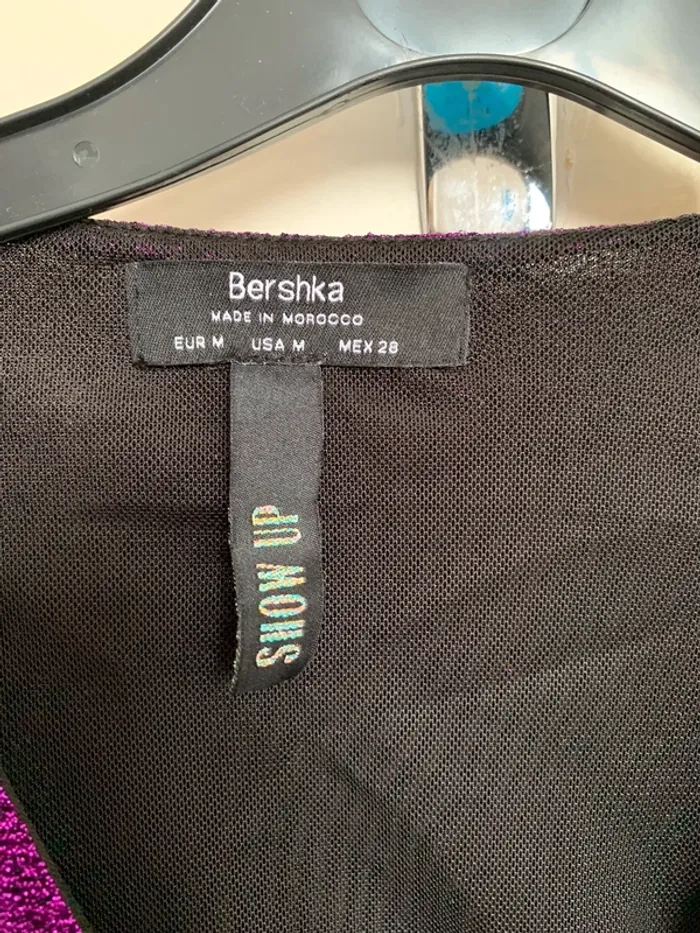 Bershka
MADE IN MOROCCO
EUR M USA M MEX 28
SHOW UP